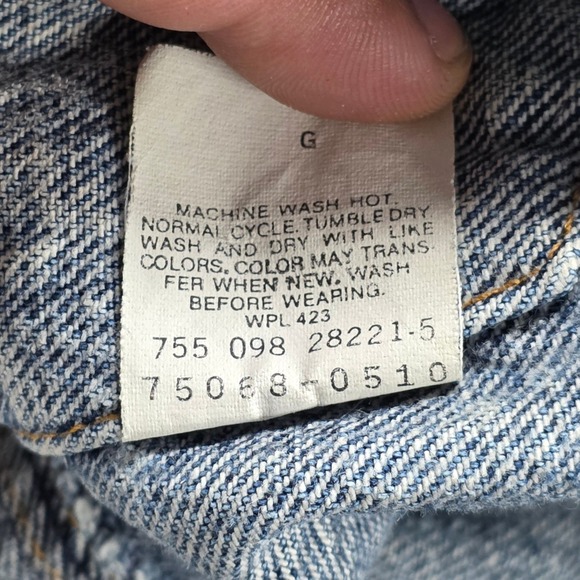 G
MACHINE WASH HOT.
NORMAL CYCLE. TUMBLE DRY
WASH AND DRY WITH LIKE
COLORS. COLOR MAY TRANS-
FER WHEN NEW. WASH
BEFORE WEARING.
WPL 423
755 098 28221-5
75068-0510